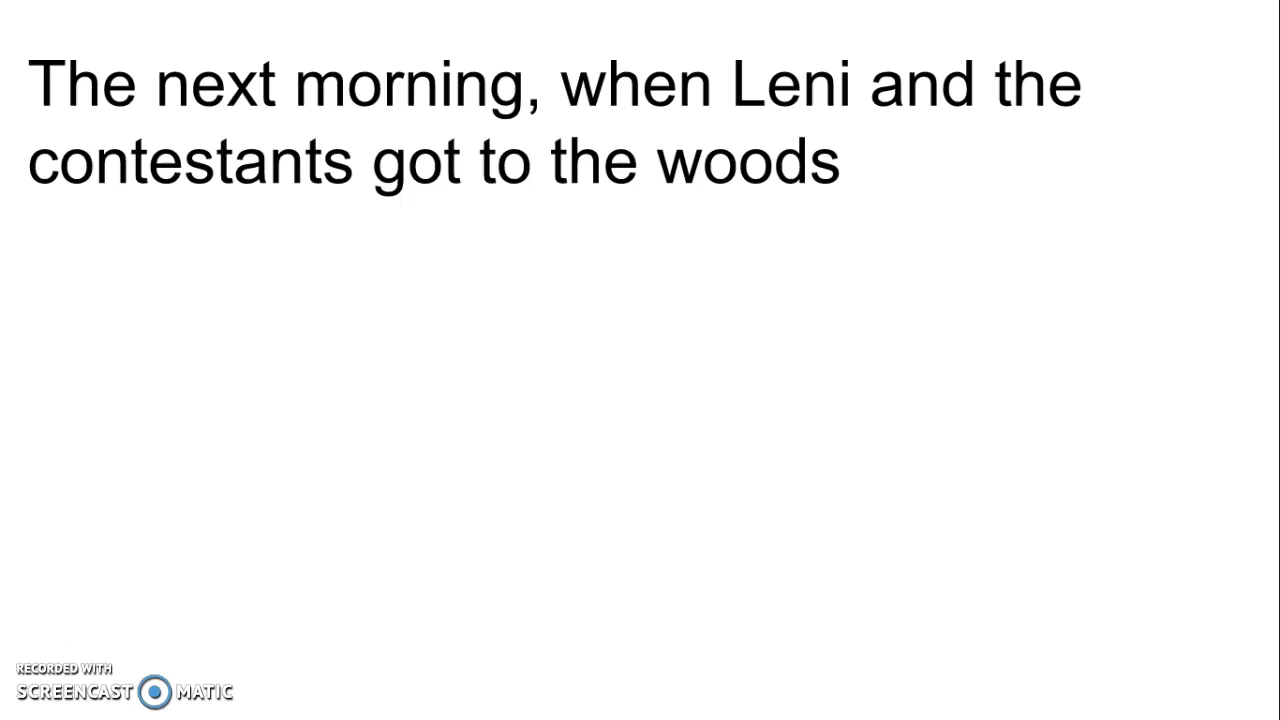 The next morning, when Leni and the
contestants got to the woods
RECORDED WITH
SCREENCAST MATIC